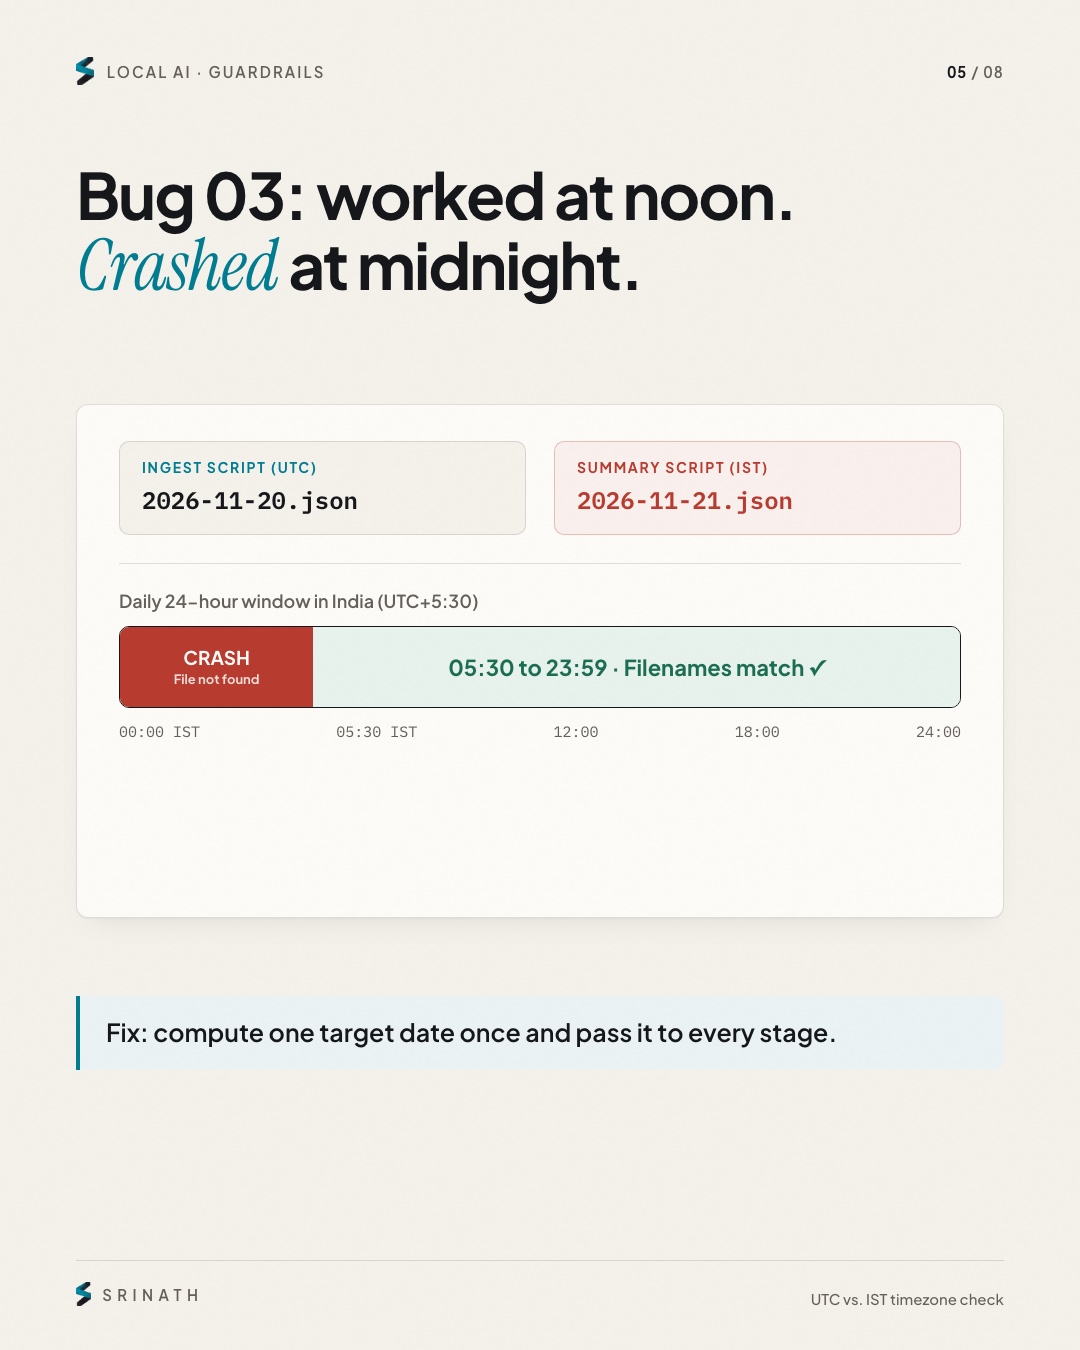 LOCAL AI · GUARDRAILS
05 / 08
Bug 03: worked at noon.
Crashed at midnight.
INGEST SCRIPT (UTC)
2026-11-20.json
SUMMARY SCRIPT (IST)
2026-11-21.json
Daily 24–hour window in India (UTC+5:30)
CRASH
File not found
05:30 to 23:59 · Filenames match ✓
00:00 IST
05:30 IST
12:00
18:00
24:00
Fix: compute one target date once and pass it to every stage.
SRINATH
UTC vs. IST timezone check